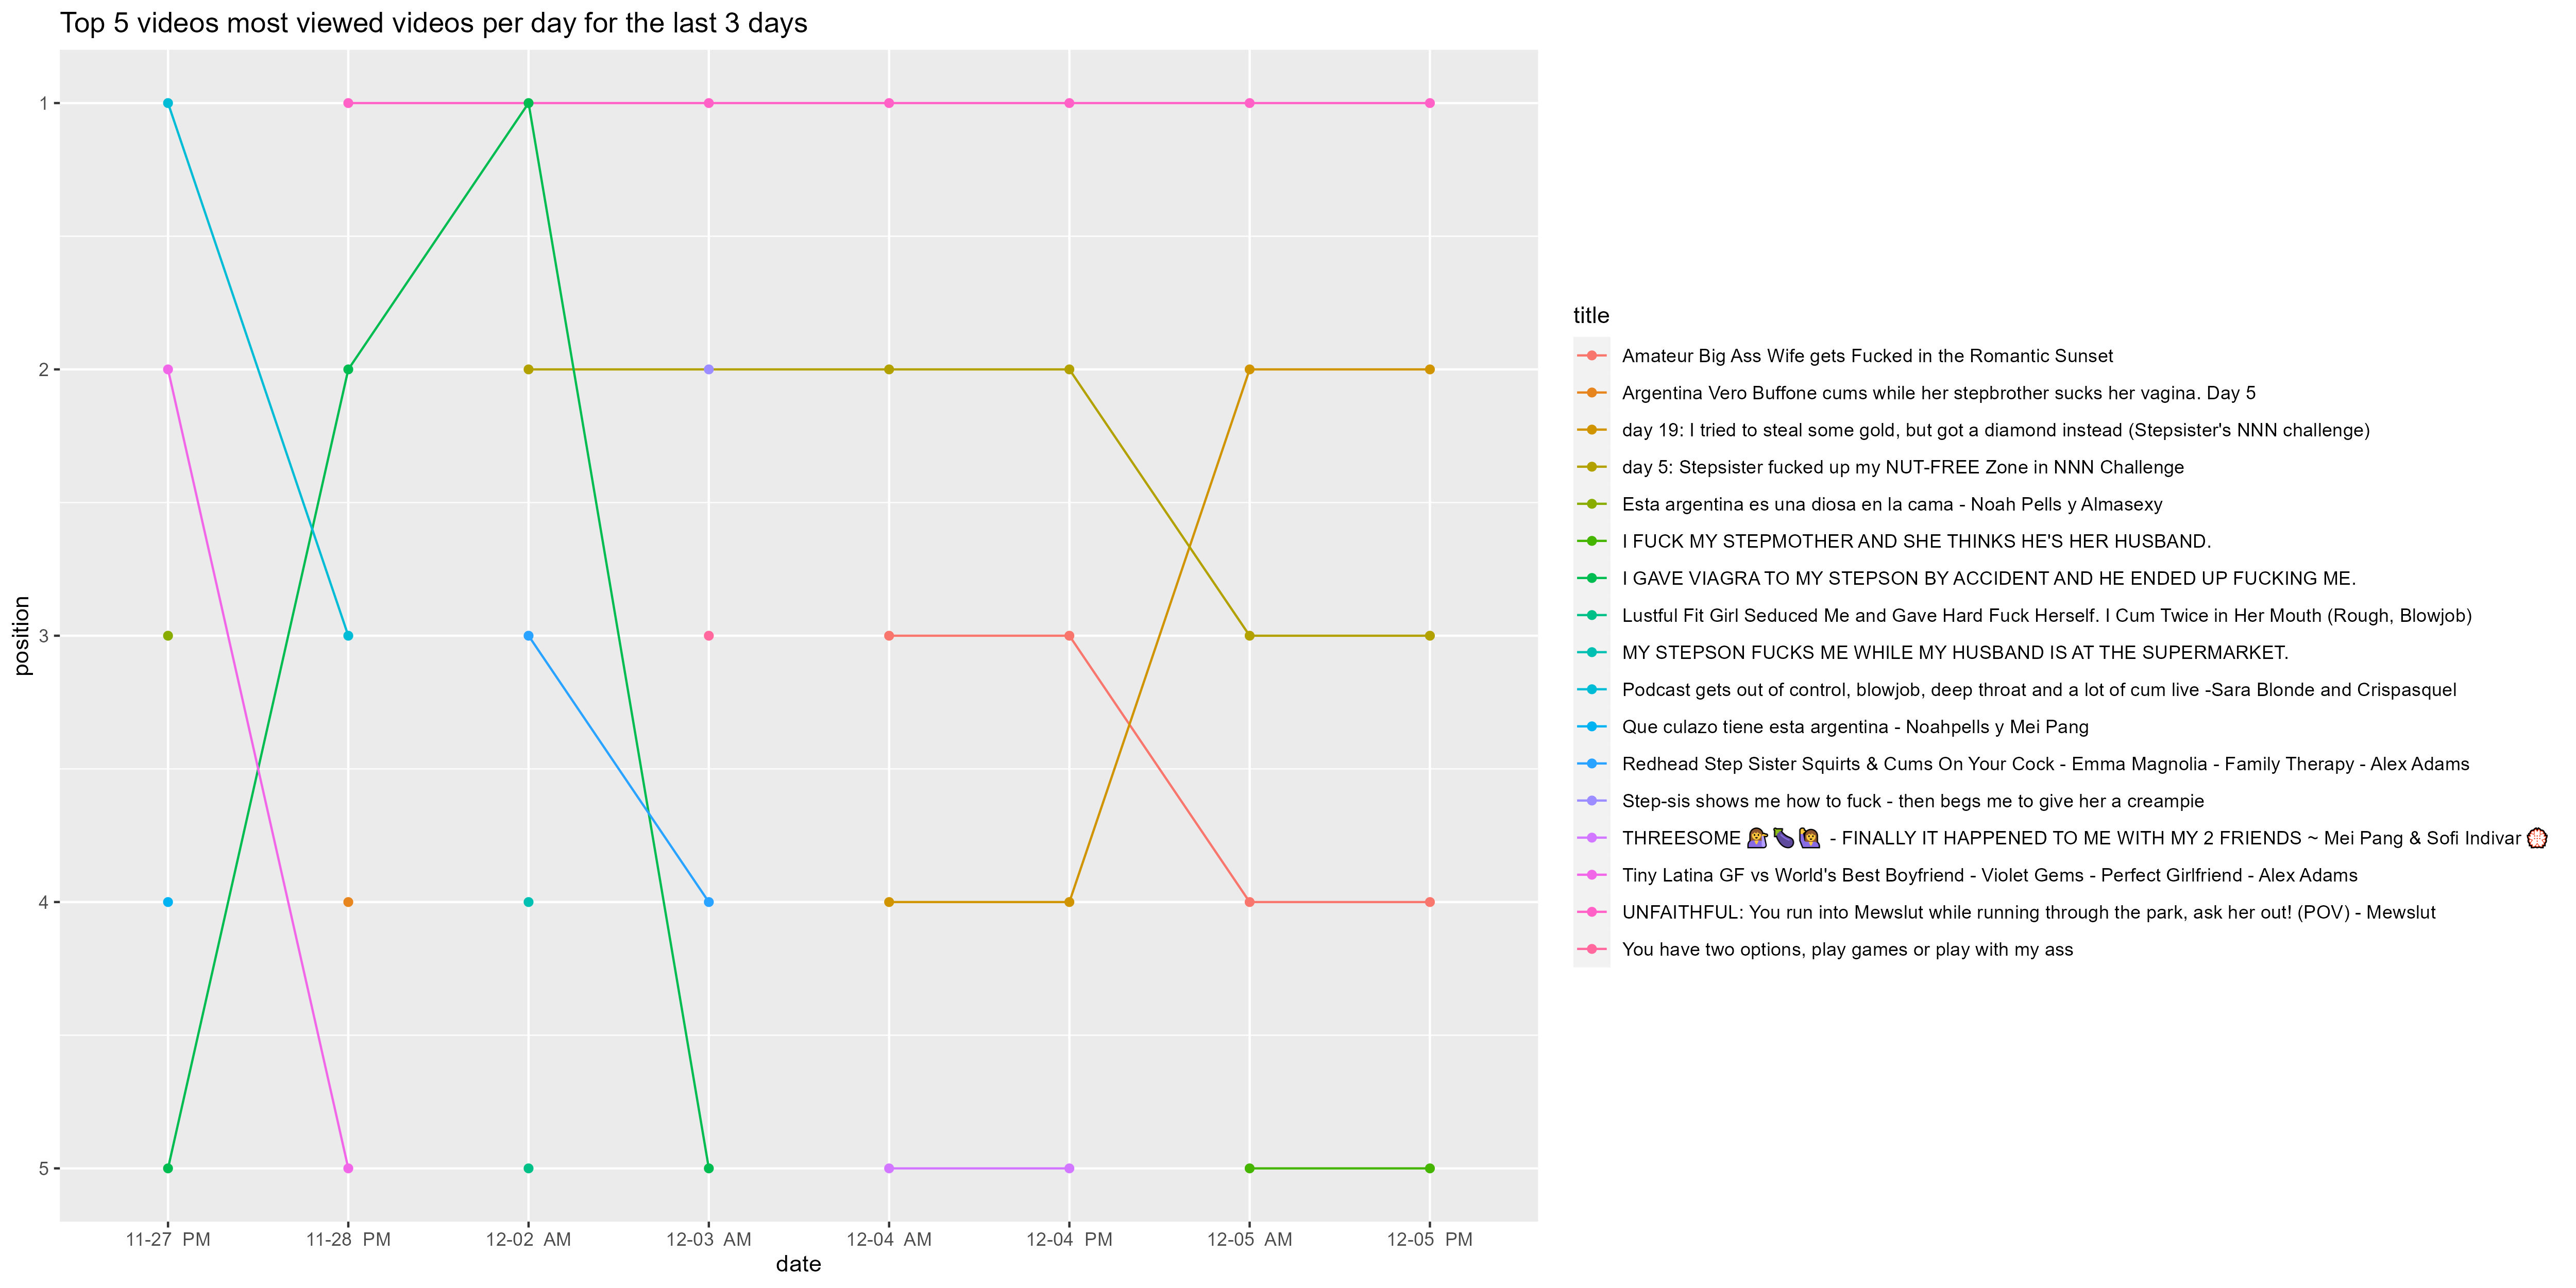 Top 5 videos most viewed videos per day for the last 3 days
position
1
2
3
4
5
11-27 PM
11-28 PM
12-02 AM
12-03 AM
12-04 AM
12-04 PM
12-05 AM
12-05 PM
date
title
Amateur Big Ass Wife gets Fucked in the Romantic Sunset
Argentina Vero Buffone cums while her stepbrother sucks her vagina. Day 5
day 19: I tried to steal some gold, but got a diamond instead (Stepsister's NNN challenge)
day 5: Stepsister fucked up my NUT-FREE Zone in NNN Challenge
Esta argentina es una diosa en la cama - Noah Pells y Almasexy
I FUCK MY STEPMOTHER AND SHE THINKS HE'S HER HUSBAND.
I GAVE VIAGRA TO MY STEPSON BY ACCIDENT AND HE ENDED UP FUCKING ME.
Lustful Fit Girl Seduced Me and Gave Hard Fuck Herself. I Cum Twice in Her Mouth (Rough, Blowjob)
MY STEPSON FUCKS ME WHILE MY HUSBAND IS AT THE SUPERMARKET.
Podcast gets out of control, blowjob, deep throat and a lot of cum live -Sara Blonde and Crispasquel
Que culazo tiene esta argentina - Noahpells y Mei Pang
Redhead Step Sister Squirts & Cums On Your Cock - Emma Magnolia - Family Therapy - Alex Adams
Step-sis shows me how to fuck - then begs me to give her a creampie
THREESOME 💁‍♀️🍆🙋‍♀️ - FINALLY IT HAPPENED TO ME WITH MY 2 FRIENDS ~ Mei Pang & Sofi Indivar 💮
Tiny Latina GF vs World's Best Boyfriend - Violet Gems - Perfect Girlfriend - Alex Adams
UNFAITHFUL: You run into Mewslut while running through the park, ask her out! (POV) - Mewslut
You have two options, play games or play with my ass